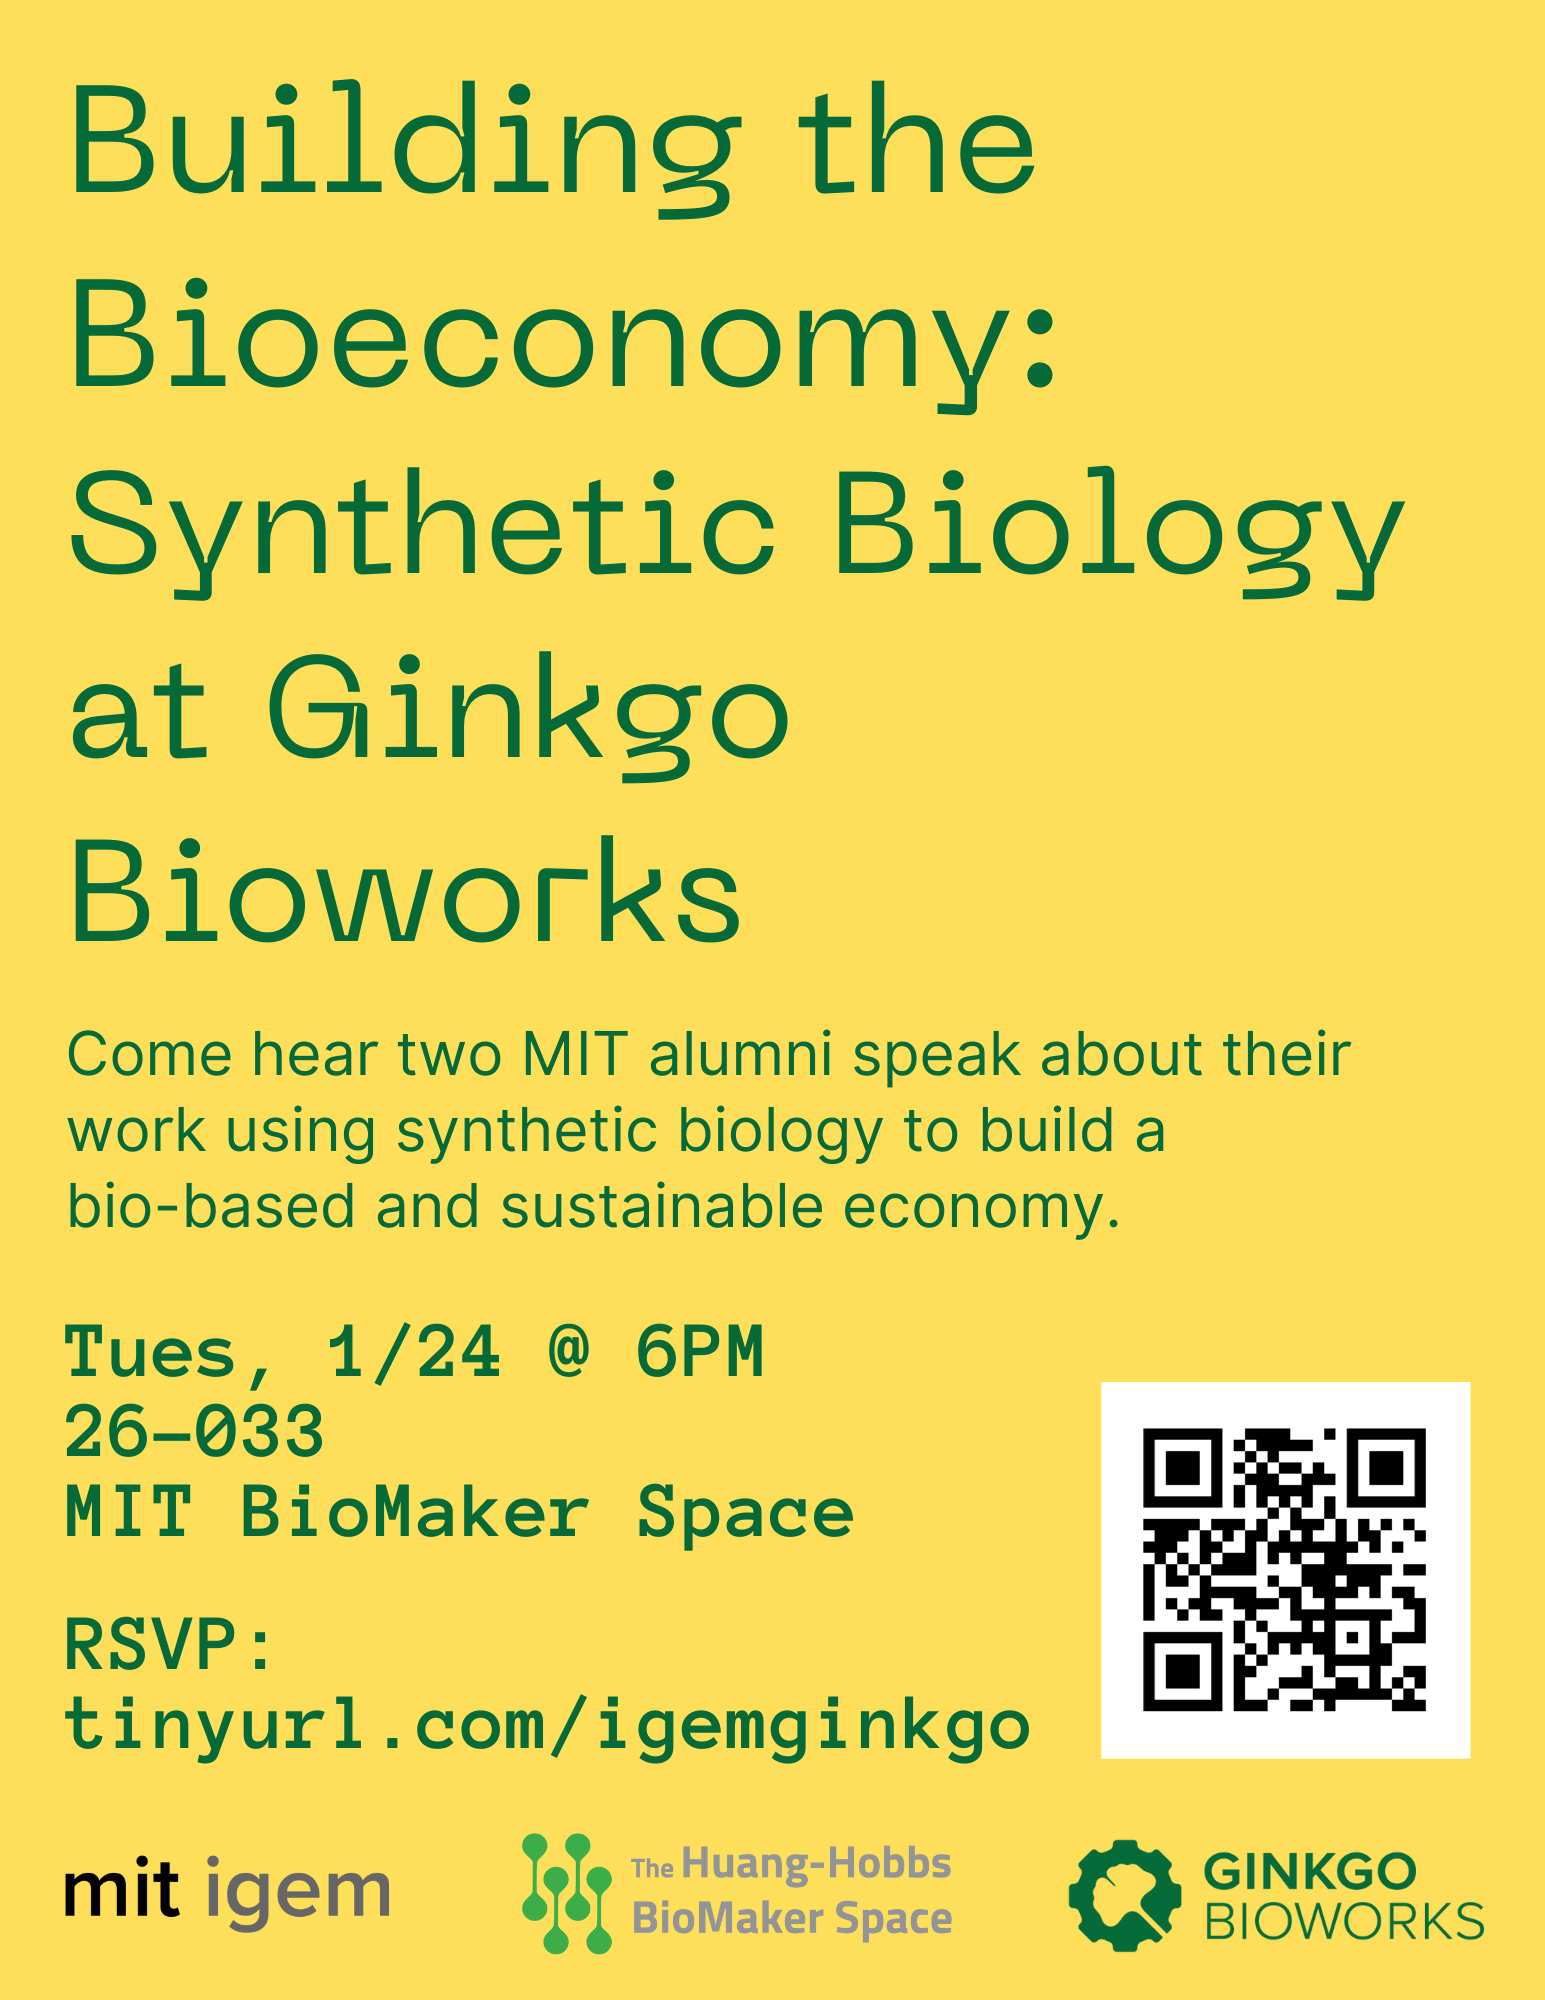 Building the
Bioeconomy:
Synthetic Biology
at Ginkgo
Bioworks
Come hear two MIT alumni speak about their
work using synthetic biology to build a
bio-based and sustainable economy.
Tues, 1/24 @ 6PM
26–033
MIT BioMaker Space
RSVP:
tinyurl.com/igemginkgo
mit igem
The Huang-Hobbs
BioMaker Space
GINKGO
BIOWORKS